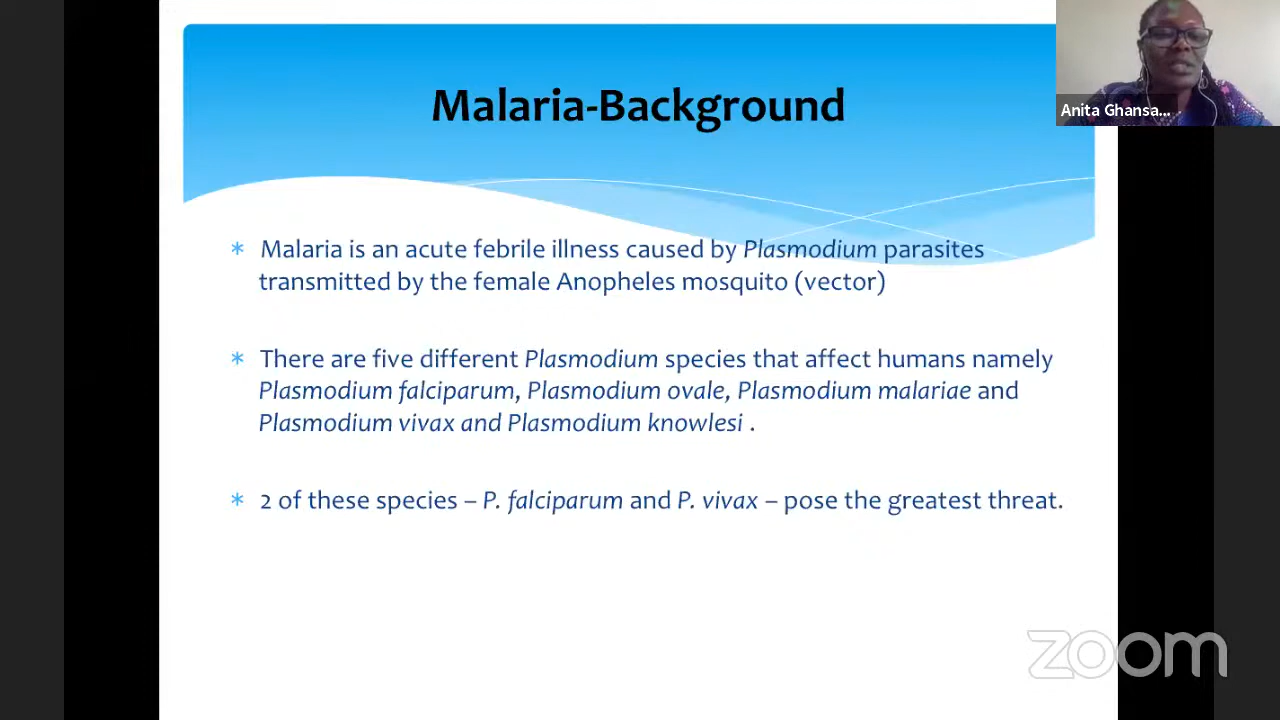 Malaria-Background
Anita Ghansa...
* Malaria is an acute febrile illness caused by Plasmodium parasites
transmitted by the female Anopheles mosquito (vector)
* There are five different Plasmodium species that affect humans namely
Plasmodium falciparum, Plasmodium ovale, Plasmodium malariae and
Plasmodium vivax and Plasmodium knowlesi .
* 2 of these species – P. falciparum and P. vivax – pose the greatest threat.
zoom